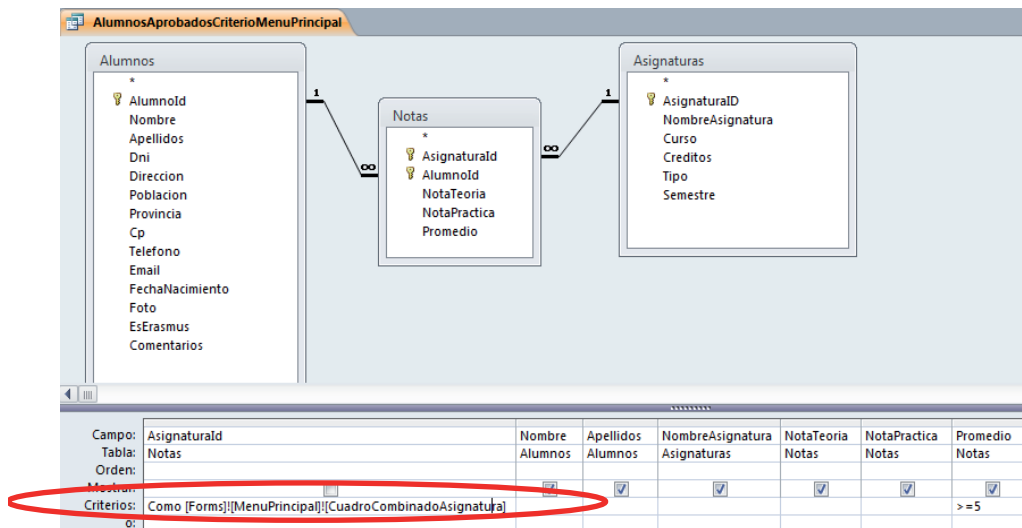 AlumnosAprobadosCriterioMenuPrincipal
Alumnos
*
AlumnoId
Nombre
Apellidos
Dni
Direccion
Poblacion
Provincia
Cp
Telefono
Email
FechaNacimiento
Foto
EsErasmus
Comentarios
1
∞
Notas
*
AsignaturaId
AlumnoId
NotaTeoria
NotaPractica
Promedio
1
∞
Asignaturas
*
AsignaturaID
NombreAsignatura
Curso
Creditos
Tipo
Semestre
Campo: AsignaturaId Nombre Apellidos NombreAsignatura NotaTeoria NotaPractica Promedio
Tabla: Notas Alumnos Alumnos Asignaturas Notas Notas Notas
Orden:
Mostrar:
Criterios: Como [Forms]![MenuPrincipal]![CuadroCombinadoAsignatura] >=5
o: